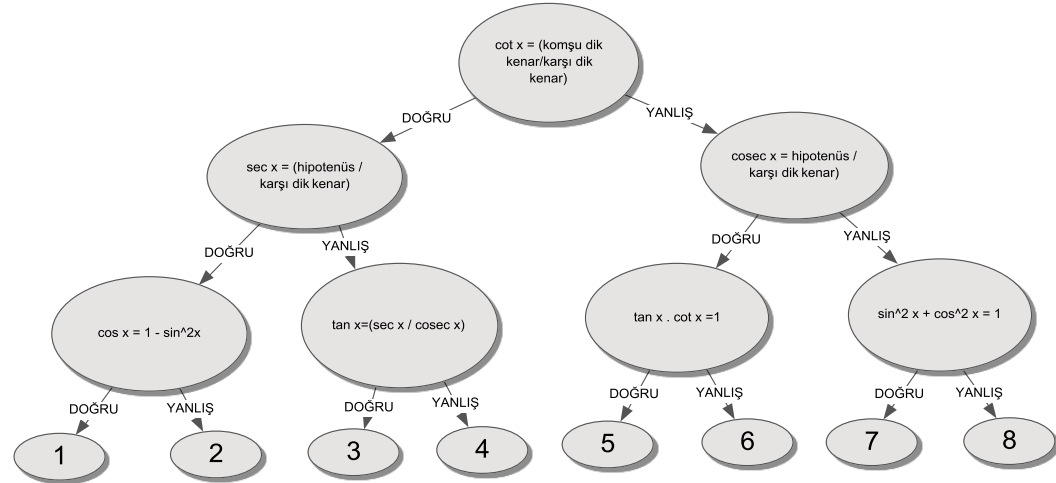 cot x = (komşu dik
kenar/karşı dik
kenar)
DOĞRU
YANLIŞ
sec x = (hipotenüs /
karşı dik kenar)
cosec x = hipotenüs /
karşı dik kenar)
DOĞRU
YANLIŞ
DOĞRU
YANLIŞ
cos x = 1 - sin^2x
tan x=(sec x / cosec x)
tan x . cot x =1
sin^2 x + cos^2 x = 1
DOĞRU
YANLIŞ
DOĞRU
YANLIŞ
DOĞRU
YANLIŞ
DOĞRU
YANLIŞ
1
2
3
4
5
6
7
8